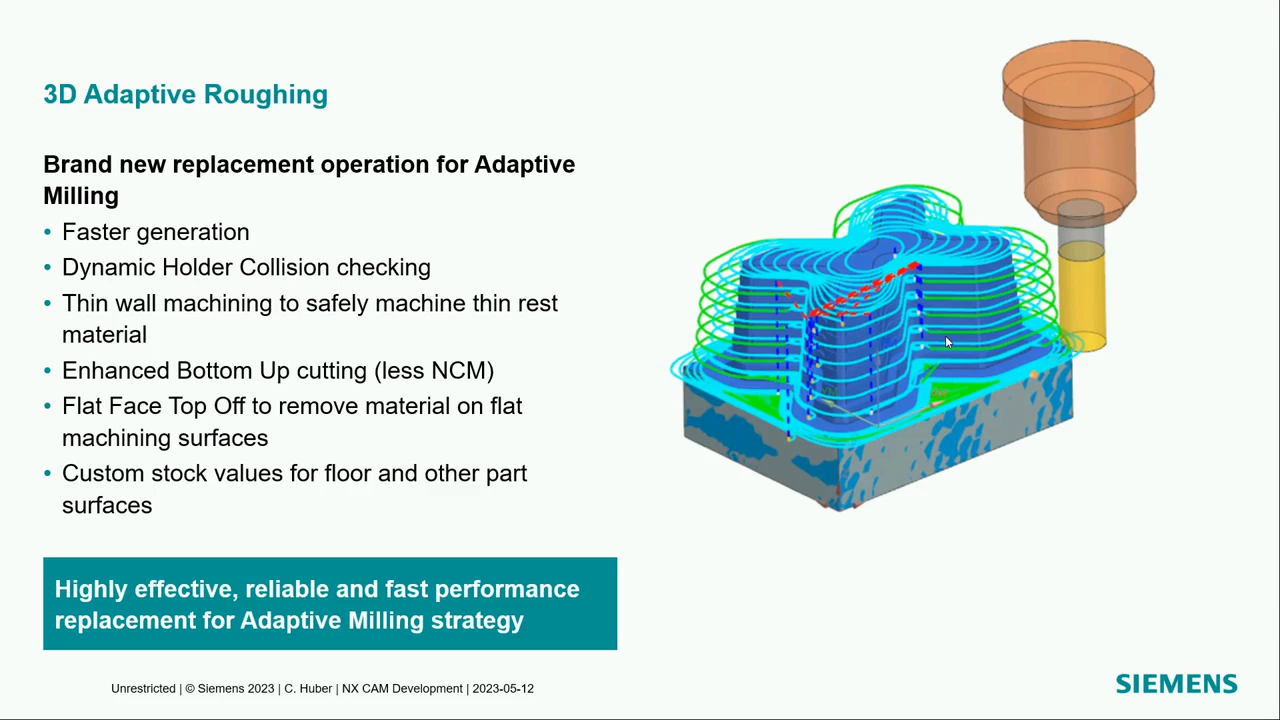 3D Adaptive Roughing
Brand new replacement operation for Adaptive
Milling
• Faster generation
• Dynamic Holder Collision checking
• Thin wall machining to safely machine thin rest
material
• Enhanced Bottom Up cutting (less NCM)
• Flat Face Top Off to remove material on flat
machining surfaces
• Custom stock values for floor and other part
surfaces
Highly effective, reliable and fast performance
replacement for Adaptive Milling strategy
Unrestricted | © Siemens 2023 | C. Huber | NX CAM Development | 2023-05-12
SIEMENS